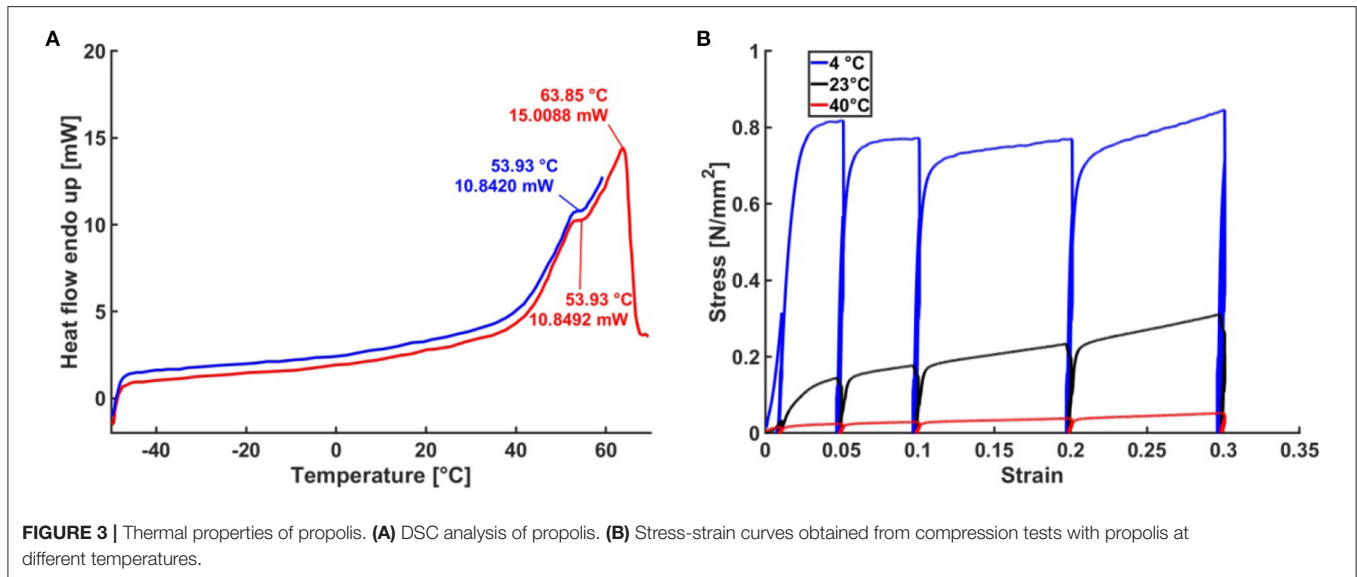 A
Heat flow endo up [mW]
20
15
10
5
0
63.85 °C
15.0088 mW
53.93 °C
10.8420 mW
53.93 °C
10.8492 mW
-40
-20
0
20
40
60
Temperature [°C]
B
Stress [N/mm2]
1
0.8
0.6
0.4
0.2
0
4 °C
23°C
40°C
0
0.05
0.1
0.15
0.2
0.25
0.3
0.35
Strain
FIGURE 3 | Thermal properties of propolis. (A) DSC analysis of propolis. (B) Stress-strain curves obtained from compression tests with propolis at
different temperatures.